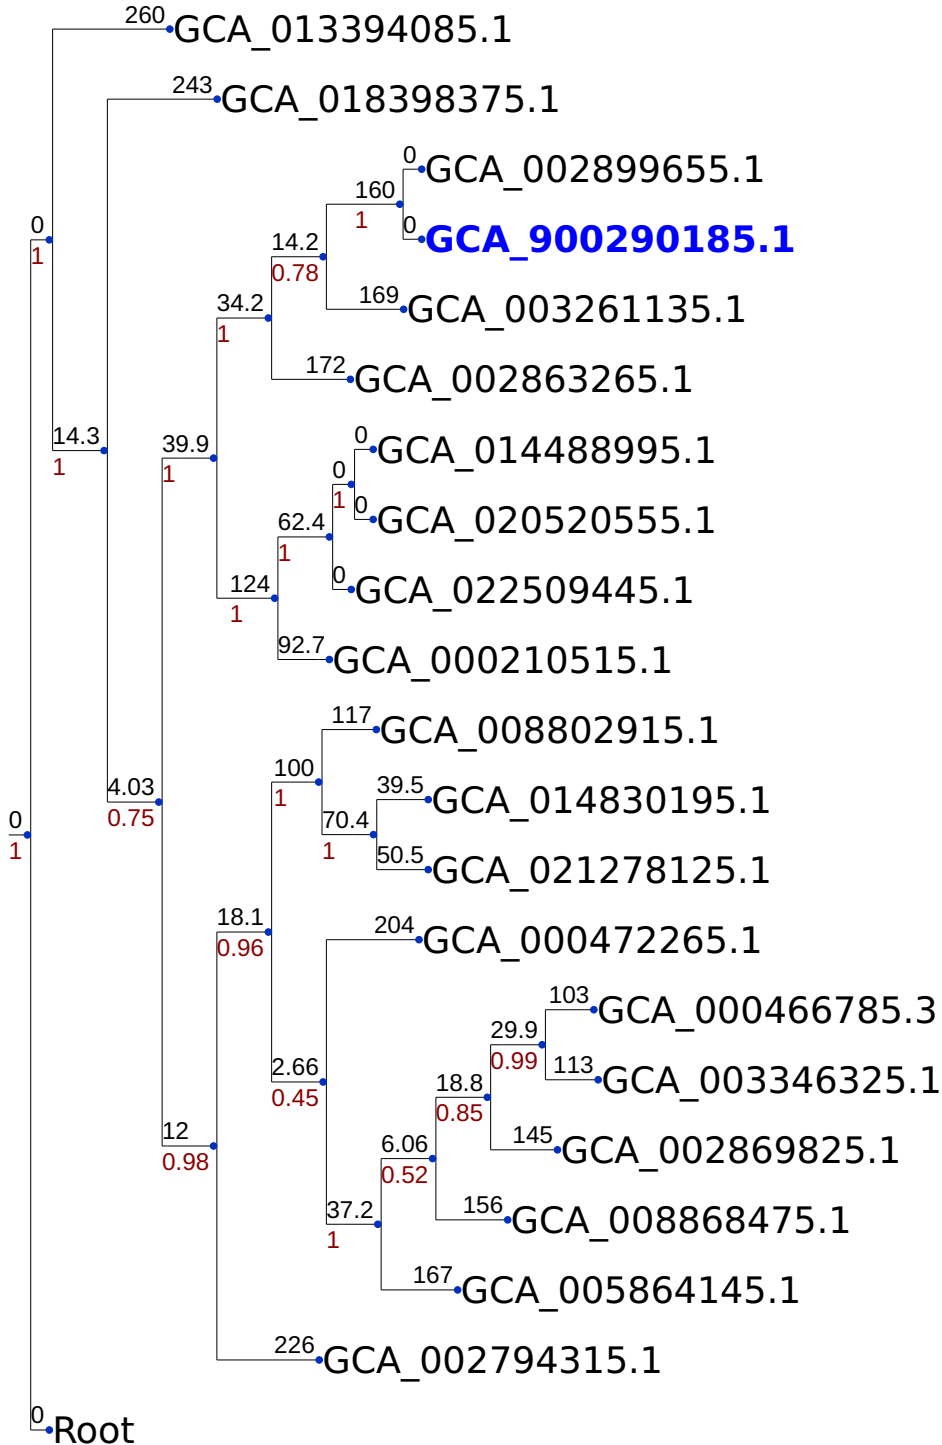 260
GCA_013394085.1
243
GCA_018398375.1
0
GCA_002899655.1
160
1
0
0
1
GCA_900290185.1
14.2
0.78
169
GCA_003261135.1
34.2
1
172
GCA_002863265.1
14.3
1
39.9
1
0
GCA_014488995.1
0
1
0
GCA_020520555.1
62.4
1
0
GCA_022509445.1
124
1
92.7
GCA_000210515.1
117
GCA_008802915.1
100
1
4.03
0.75
39.5
GCA_014830195.1
0
1
70.4
1
50.5
GCA_021278125.1
18.1
0.96
204
GCA_000472265.1
103
GCA_000466785.3
29.9
0.99
2.66
0.45
113
GCA_003346325.1
18.8
0.85
12
0.98
145
GCA_002869825.1
6.06
0.52
37.2
1
156
GCA_008868475.1
167
GCA_005864145.1
226
GCA_002794315.1
0
Root